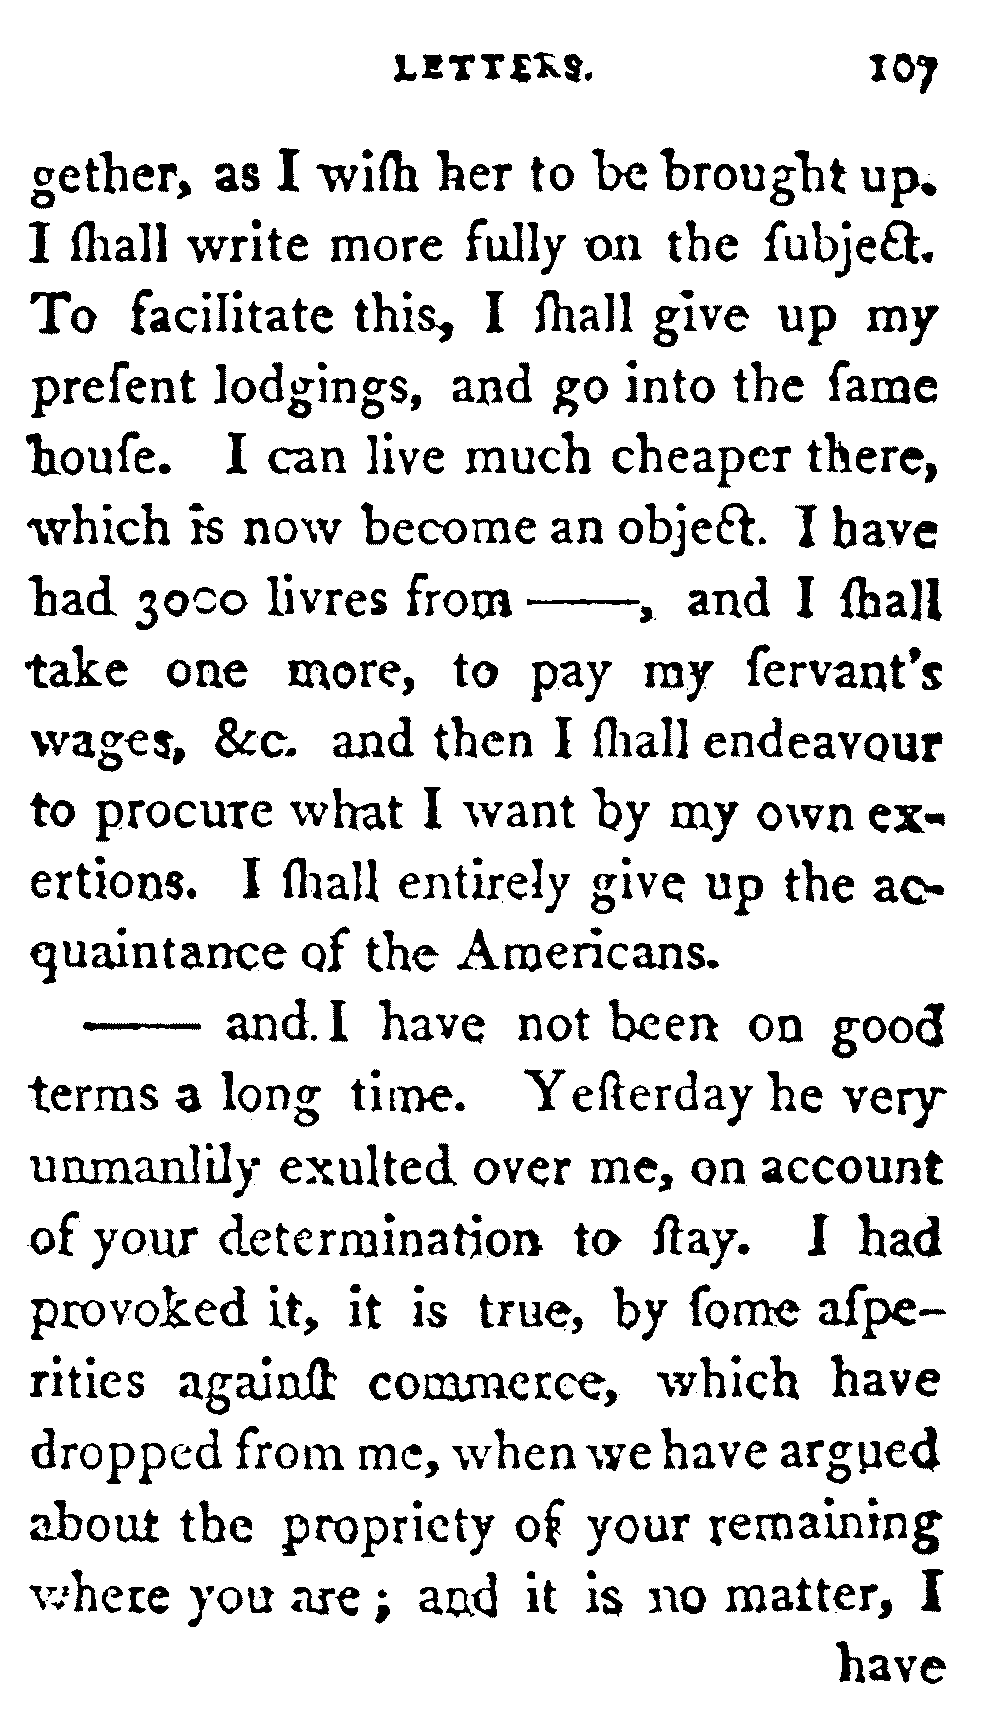 LETTERS. 107
gether, as I wiſh her to be brought up.
I ſhall write more fully on the ſubject.
To facilitate this, I ſhall give up my
preſent lodgings, and go into the ſame
houſe. I can live much cheaper there,
which is now become an object. I have
had 3000 livres from ——, and I ſhall
take one more, to pay my ſervant's
wages, &c. and then I ſhall endeavour
to procure what I want by my own ex-
ertions. I ſhall entirely give up the ac-
quaintance of the Americans.
—— and I have not been on good
terms a long time. Yeſterday he very
unmanlily exulted over me, on account
of your determination to ſtay. I had
provoked it, it is true, by ſome aſpe-
rities againſt commerce, which have
dropped from me, when we have argued
about the propriety of your remaining
where you are; and it is no matter, I
have